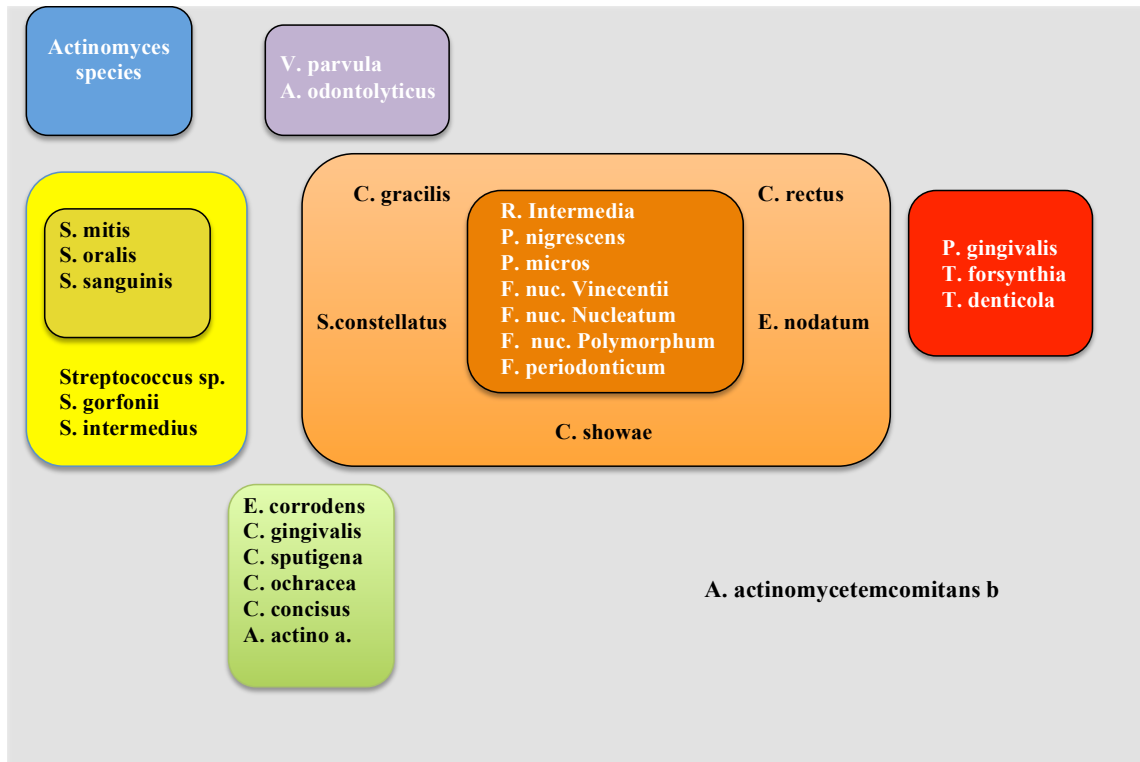 Actinomyces
species
V. parvula
A. odontolyticus
S. mitis
S. oralis
S. sanguinis
Streptococcus sp.
S. gorfonii
S. intermedius
C. gracilis
S.constellatus
R. Intermedia
P. nigrescens
P. micros
F. nuc. Vinecentii
F. nuc. Nucleatum
F. nuc. Polymorphum
F. periodonticum
C. rectus
E. nodatum
C. showae
P. gingivalis
T. forsynthia
T. denticola
E. corrodens
C. gingivalis
C. sputigena
C. ochracea
C. concisus
A. actino a.
A. actinomycetemcomitans b